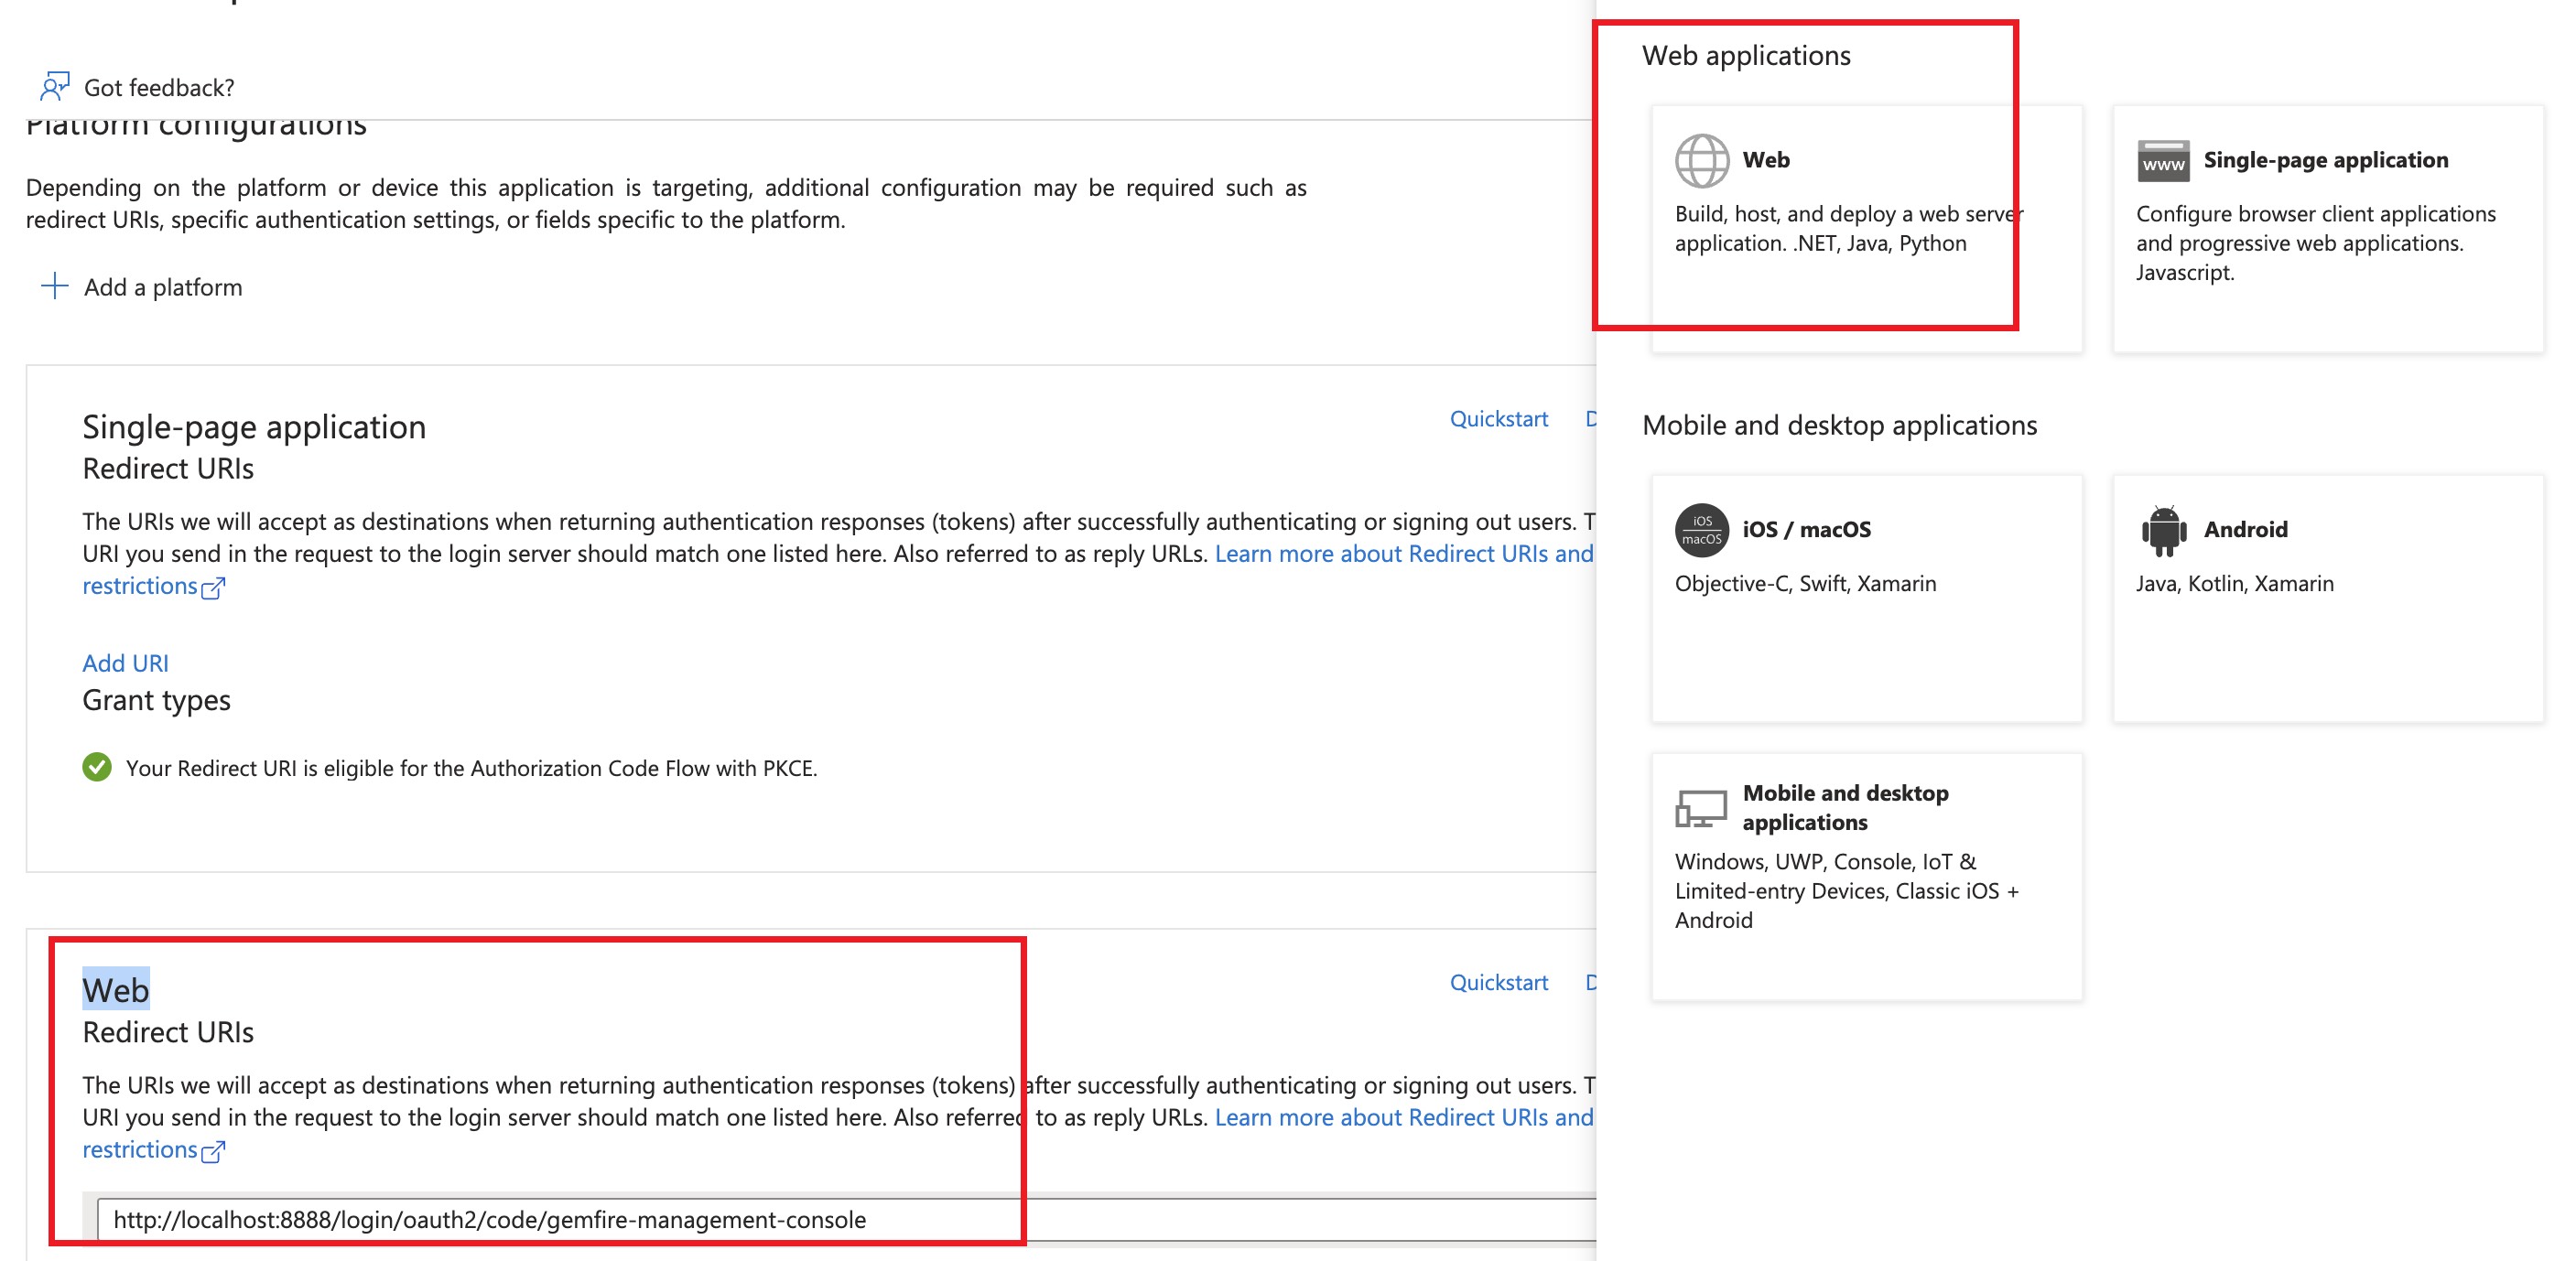 Got feedback?
Platform configurations
Depending on the platform or device this application is targeting, additional configuration may be required such as
redirect URIs, specific authentication settings, or fields specific to the platform.
Add a platform
Single-page application
Quickstart
Redirect URIs
The URIs we will accept as destinations when returning authentication responses (tokens) after successfully authenticating or signing out users. T
URI you send in the request to the login server should match one listed here. Also referred to as reply URLs. Learn more about Redirect URIs and
restrictions
Add URI
Grant types
Your Redirect URI is eligible for the Authorization Code Flow with PKCE.
Web
Quickstart
Redirect URIs
The URIs we will accept as destinations when returning authentication responses (tokens) after successfully authenticating or signing out users. T
URI you send in the request to the login server should match one listed here. Also referred to as reply URLs. Learn more about Redirect URIs and
restrictions
http://localhost:8888/login/oauth2/code/gemfire-management-console
Web applications
Web
Build, host, and deploy a web server
application. .NET, Java, Python
www
Single-page application
Configure browser client applications
and progressive web applications.
Javascript.
Mobile and desktop applications
iOS
macOS
iOS / macOS
Objective-C, Swift, Xamarin
Android
Java, Kotlin, Xamarin
Mobile and desktop
applications
Windows, UWP, Console, IoT &
Limited-entry Devices, Classic iOS +
Android